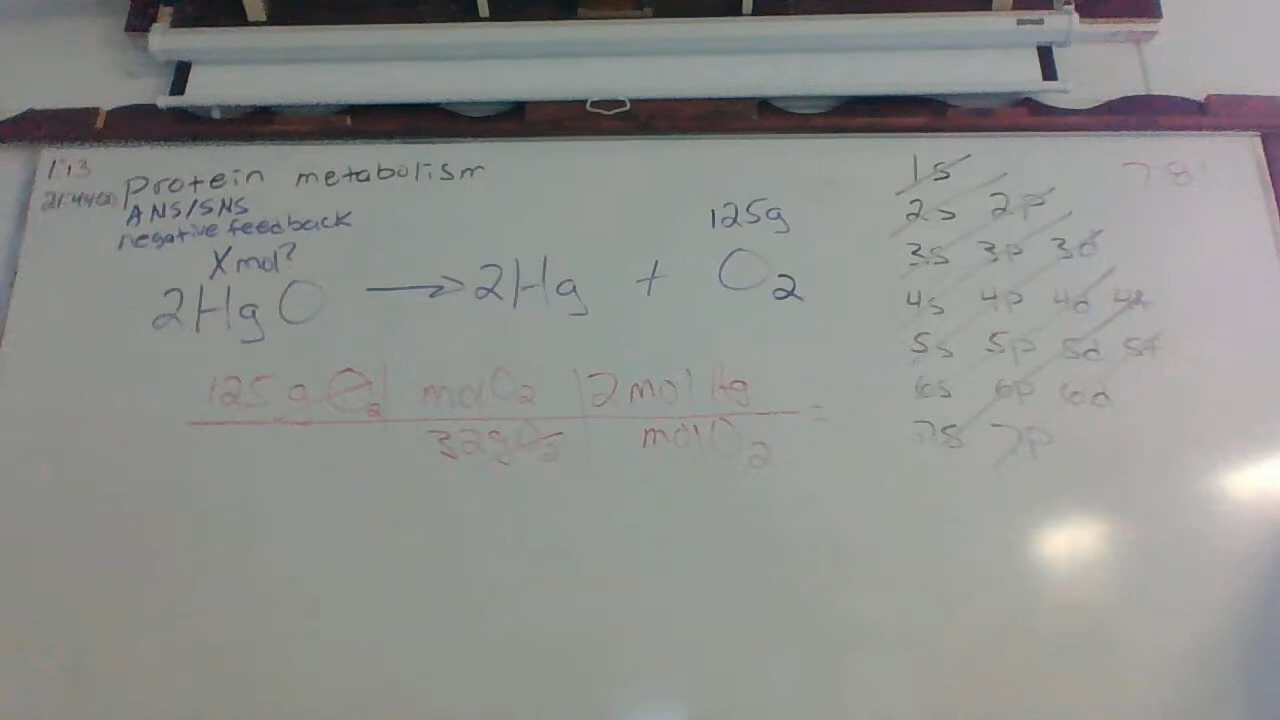 Protein metabolism
ANS/SNS
negative feedback
X mol? 125g
2HgO → 2Hg + O2
125 g O2 | mol O2 | 2 mol Hg =
32g O2 mol O2
1s
2s 2p
3s 3p 3d
4s 4p 4d 4f
5s 5p 5d 5f
6s 6p 6d
7s 7p